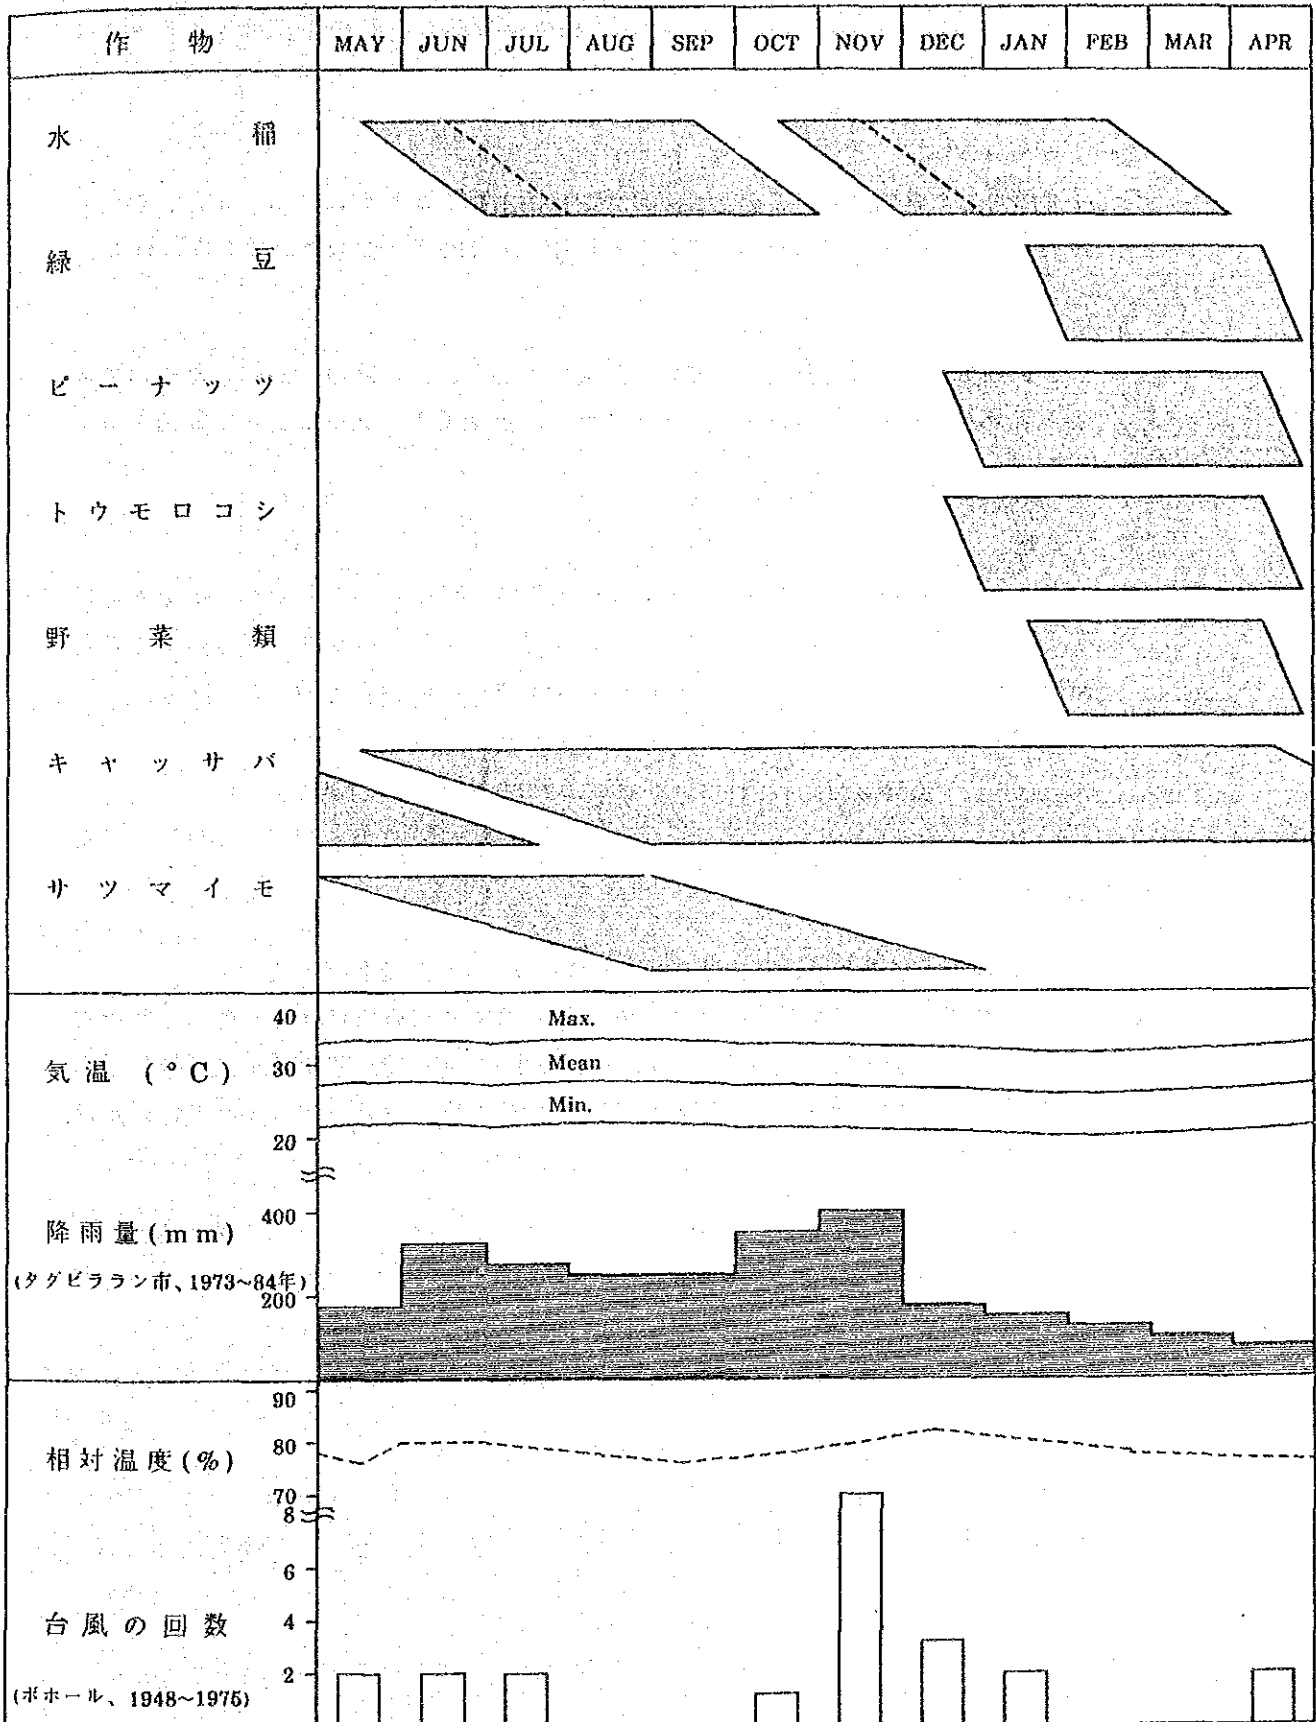 作物 MAY JUN JUL AUG SEP OCT NOV DEC JAN FEB MAR APR
水稲
緑豆
ピーナッツ
トウモロコシ
野菜類
キャッサバ
サツマイモ
40 Max.
気温 (°C) 30 Mean
Min.
20
400
降雨量(mm)
(タグビララン市、1973~84年)
200
90
相対温度(%) 80
70
8
6
台風の回数 4
2
(ボホール、1948~1975)